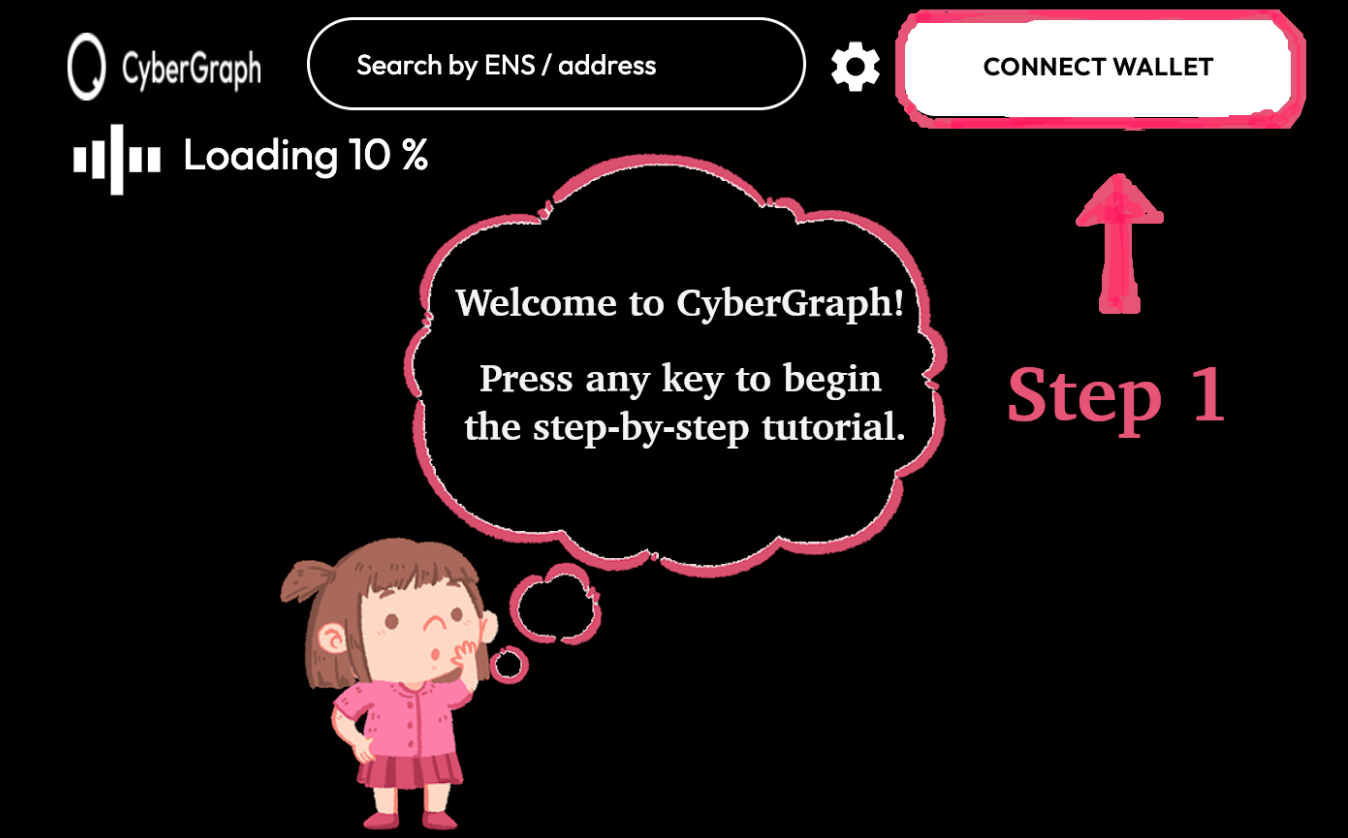 CyberGraph
Search by ENS / address
CONNECT WALLET
Loading 10 %
Welcome to CyberGraph!
Press any key to begin
the step-by-step tutorial.
Step 1